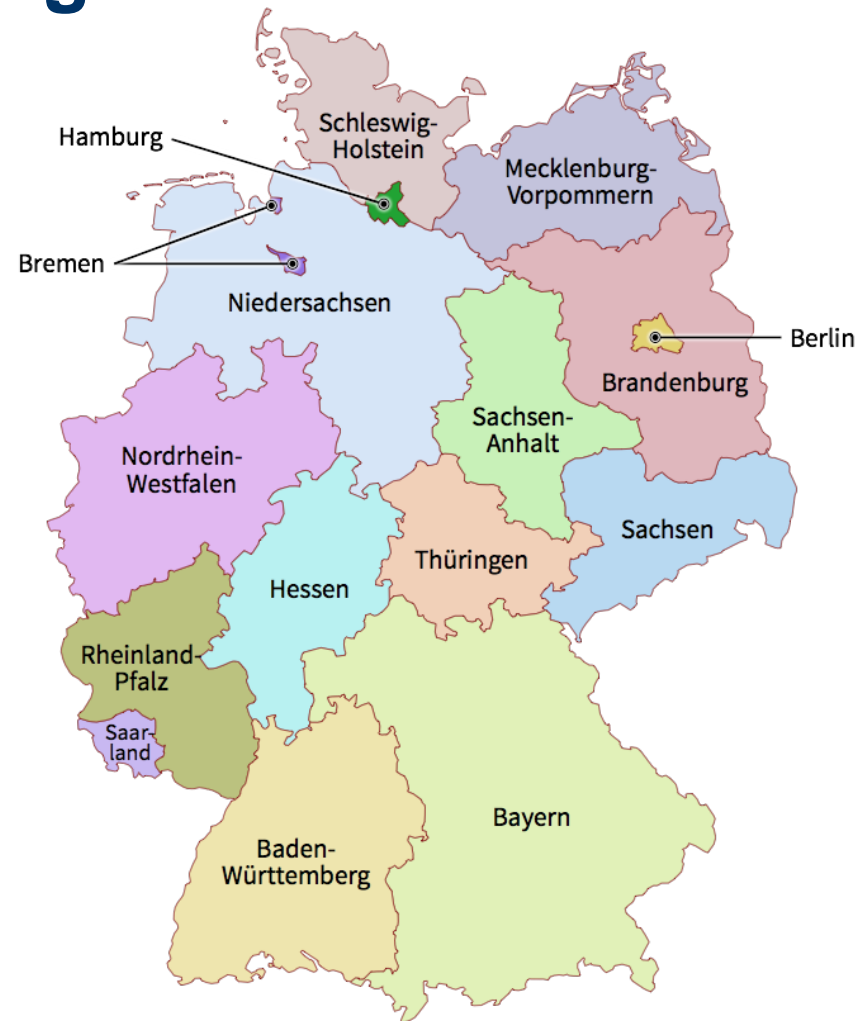 g
Hamburg
Schleswig-
Holstein
Mecklenburg-
Vorpommern
Bremen
Niedersachsen
Berlin
Brandenburg
Sachsen-
Anhalt
Nordrhein-
Westfalen
Sachsen
Thüringen
Hessen
Rheinland-
Pfalz
Saar-
land
Bayern
Baden-
Württemberg